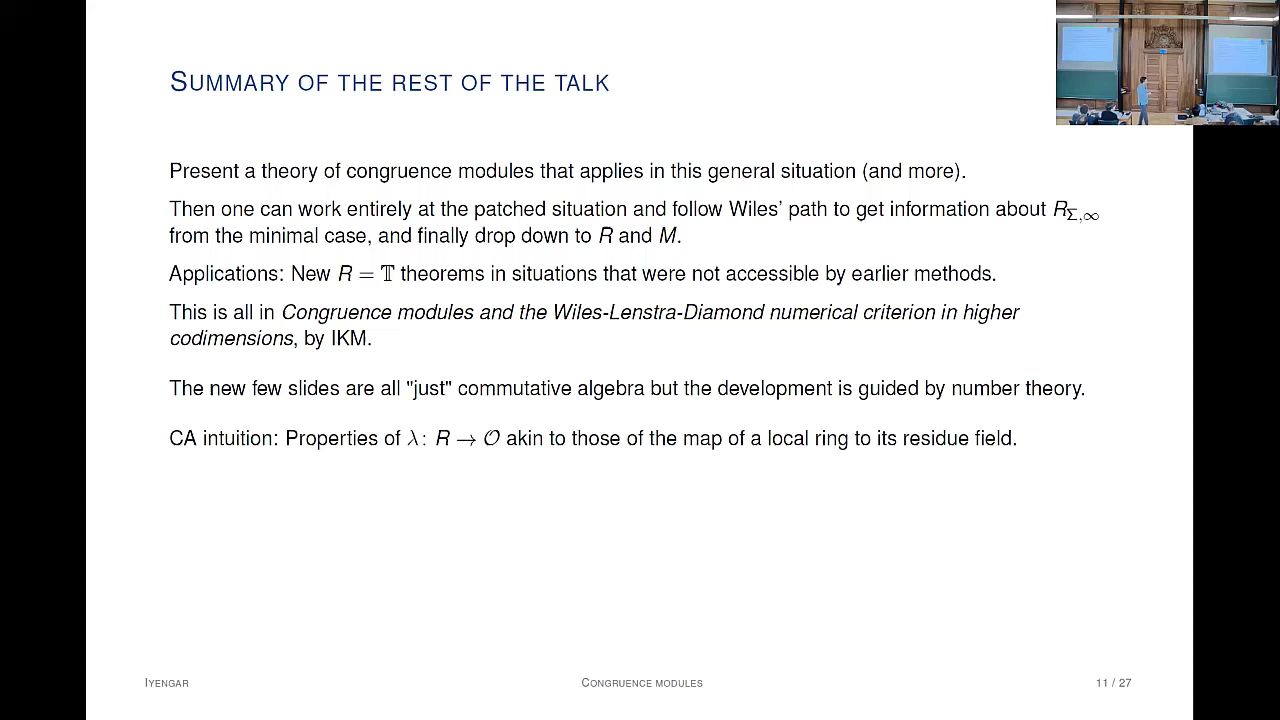 SUMMARY OF THE REST OF THE TALK
Present a theory of congruence modules that applies in this general situation (and more).
Then one can work entirely at the patched situation and follow Wiles' path to get information about R_{Σ,∞}
from the minimal case, and finally drop down to R and M.
Applications: New R = 𝕋 theorems in situations that were not accessible by earlier methods.
This is all in Congruence modules and the Wiles-Lenstra-Diamond numerical criterion in higher
codimensions, by IKM.
The new few slides are all "just" commutative algebra but the development is guided by number theory.
CA intuition: Properties of λ: R → 𝒪 akin to those of the map of a local ring to its residue field.
IYENGAR
CONGRUENCE MODULES
11 / 27